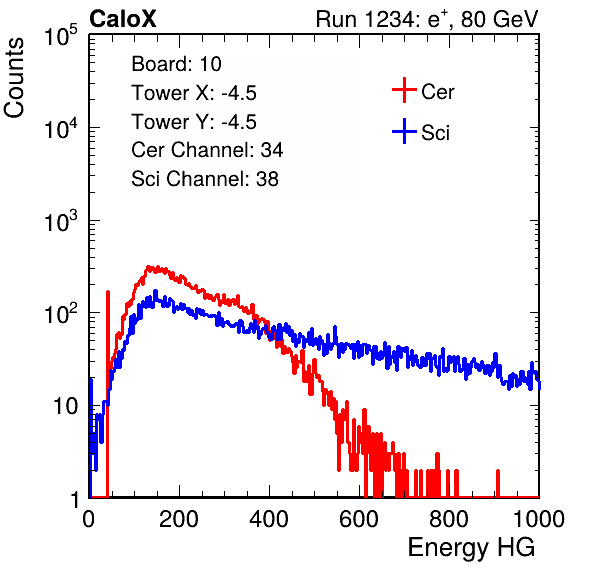 CaloX Run 1234: e⁺, 80 GeV
Counts
10⁵
10⁴
10³
10²
10
1
Board: 10
Tower X: -4.5
Tower Y: -4.5
Cer Channel: 34
Sci Channel: 38
Cer
Sci
0 200 400 600 800 1000
Energy HG